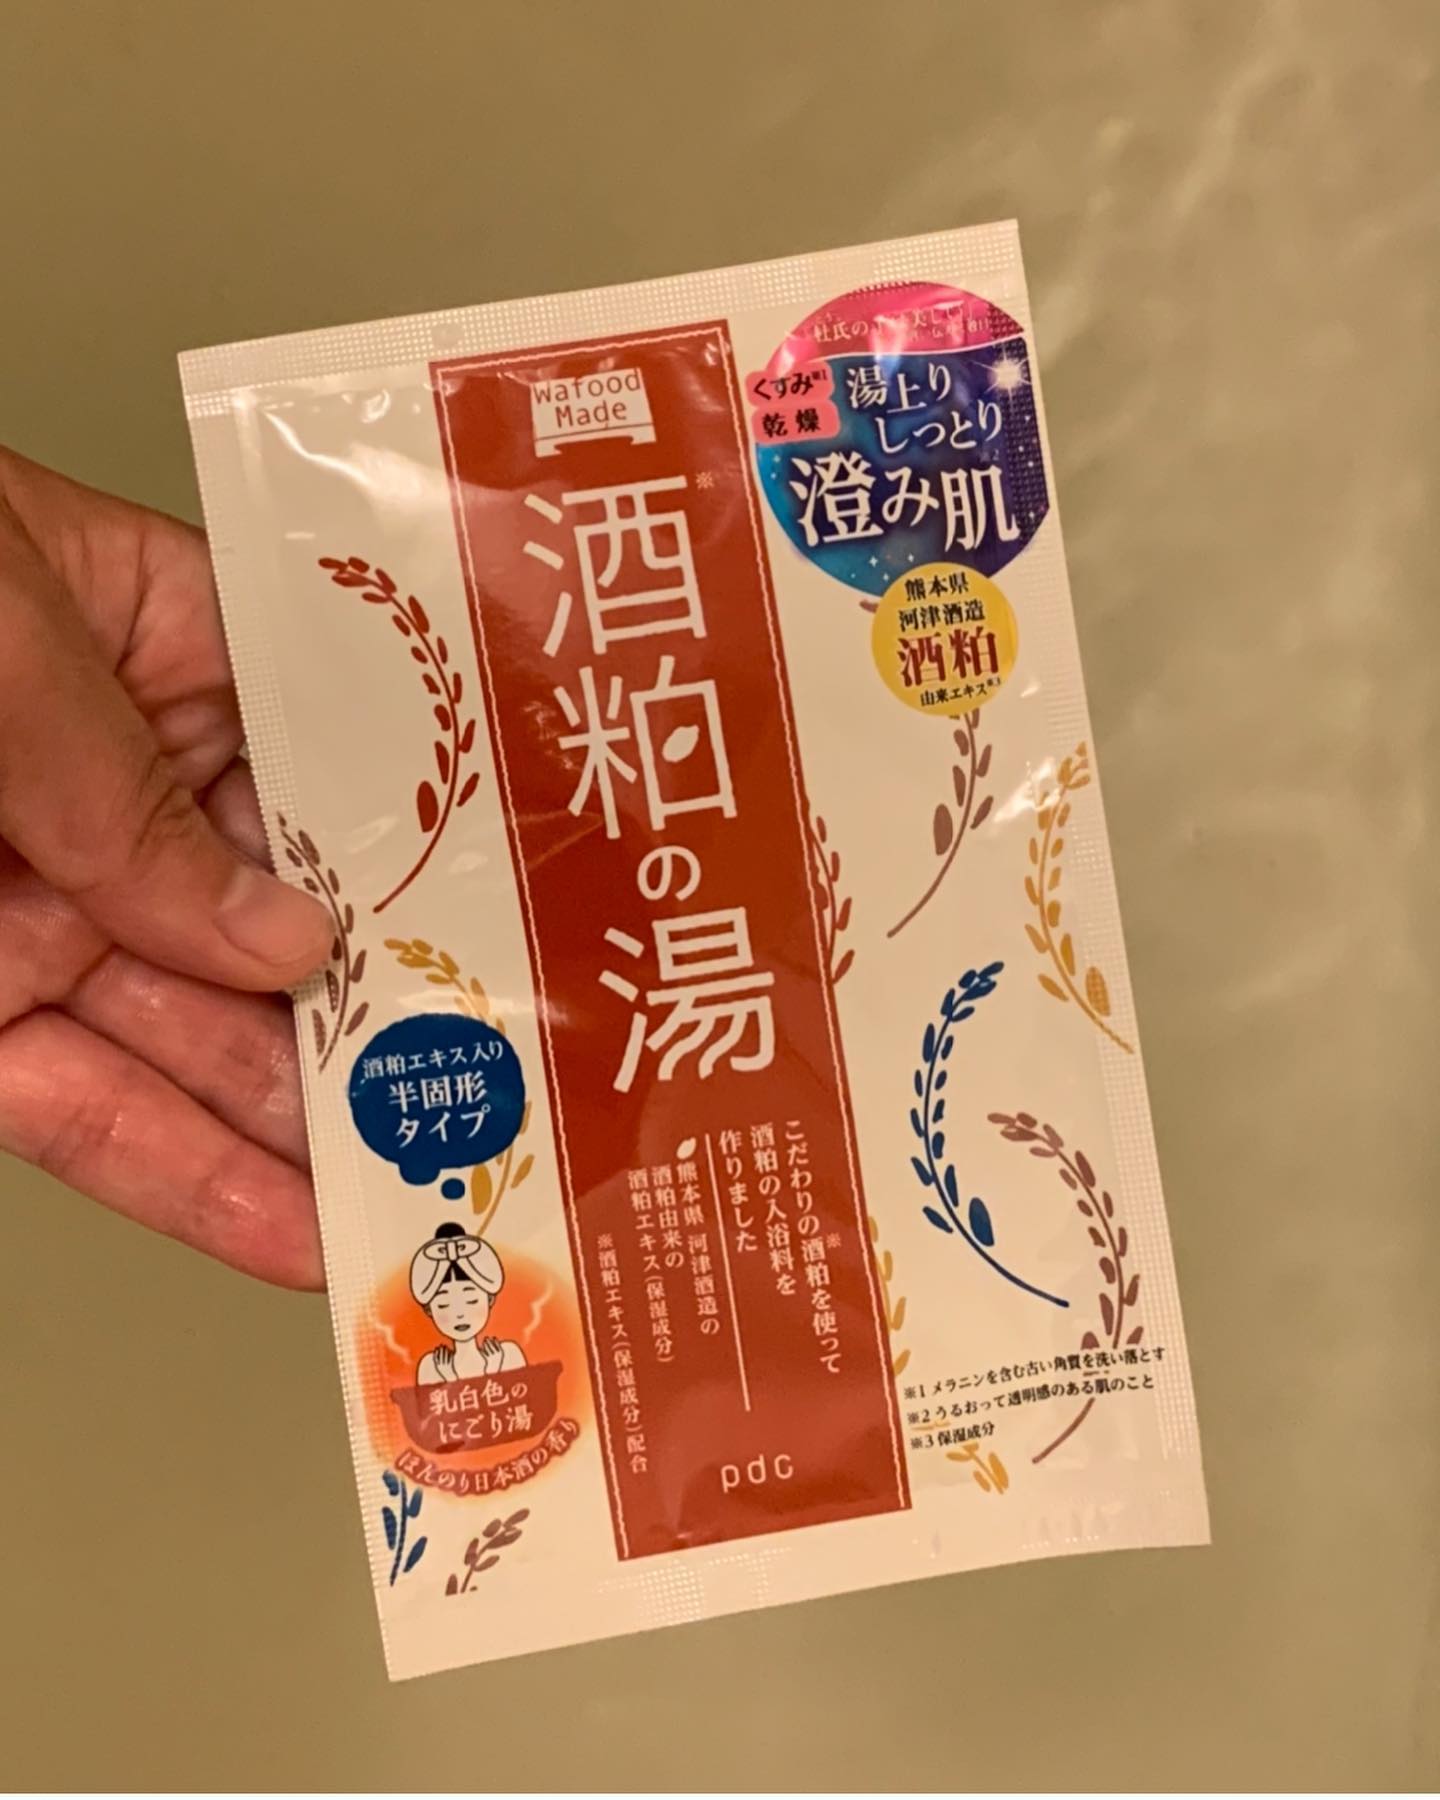 Wafood
Made
酒粕の湯
※
くすみ※1
乾燥
湯上り
しっとり
澄み肌
※2
熊本県
河津酒造
酒粕
由来エキス※3
酒粕エキス入り
半固形
タイプ
こだわりの酒粕※を使って
酒粕の入浴料を
作りました
熊本県 河津酒造の
酒粕由来の
酒粕エキス(保湿成分)
※酒粕エキス(保湿成分)配合
乳白色の
にごり湯
ほんのり日本酒の香り
pdc
※1 メラニンを含む古い角質を洗い落とす
※2 うるおって透明感のある肌のこと
※3 保湿成分